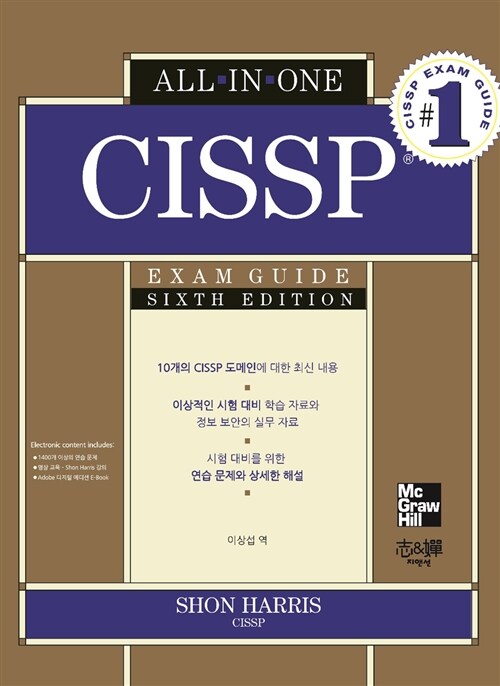 ALL·IN·ONE
CISSP EXAM GUIDE
#1
CISSP®
EXAM GUIDE
SIXTH EDITION
10개의 CISSP 도메인에 대한 최신 내용
이상적인 시험 대비 학습 자료와
정보 보안의 실무 자료
시험 대비를 위한
연습 문제와 상세한 해설
Electronic content includes:
1400개 이상의 연습 문제
영상 교육 - Shon Harris 강의
Adobe 디지털 에디션 E-Book
이상섭 역
Mc
Graw
Hill
志&嬋
지앤선
SHON HARRIS
CISSP